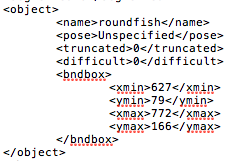 <object>
<name>roundfish</name>
<pose>Unspecified</pose>
<truncated>0</truncated>
<difficult>0</difficult>
<bndbox>
<xmin>627</xmin>
<ymin>79</ymin>
<xmax>772</xmax>
<ymax>166</ymax>
</bndbox>
</object>